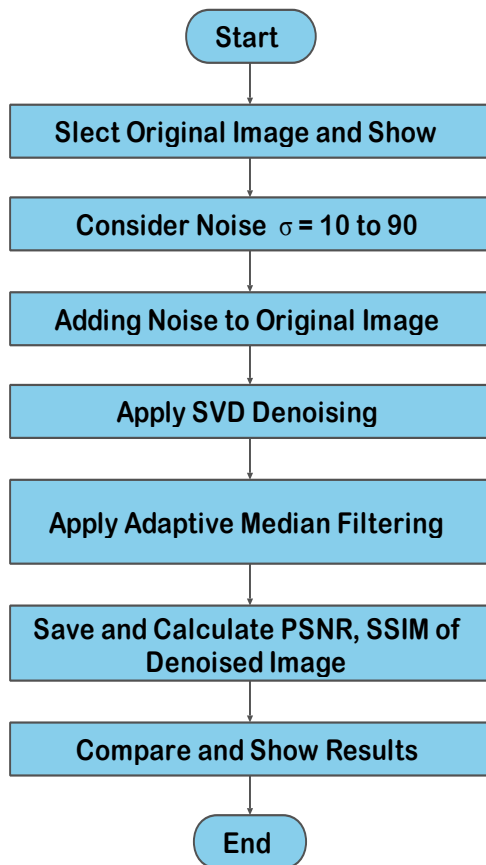 Start
Slect Original Image and Show
Consider Noise σ = 10 to 90
Adding Noise to Original Image
Apply SVD Denoising
Apply Adaptive Median Filtering
Save and Calculate PSNR, SSIM of
Denoised Image
Compare and Show Results
End